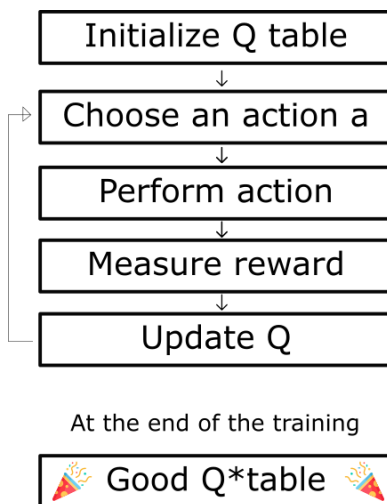 Initialize Q table
Choose an action a
Perform action
Measure reward
Update Q
At the end of the training
Good Q*table